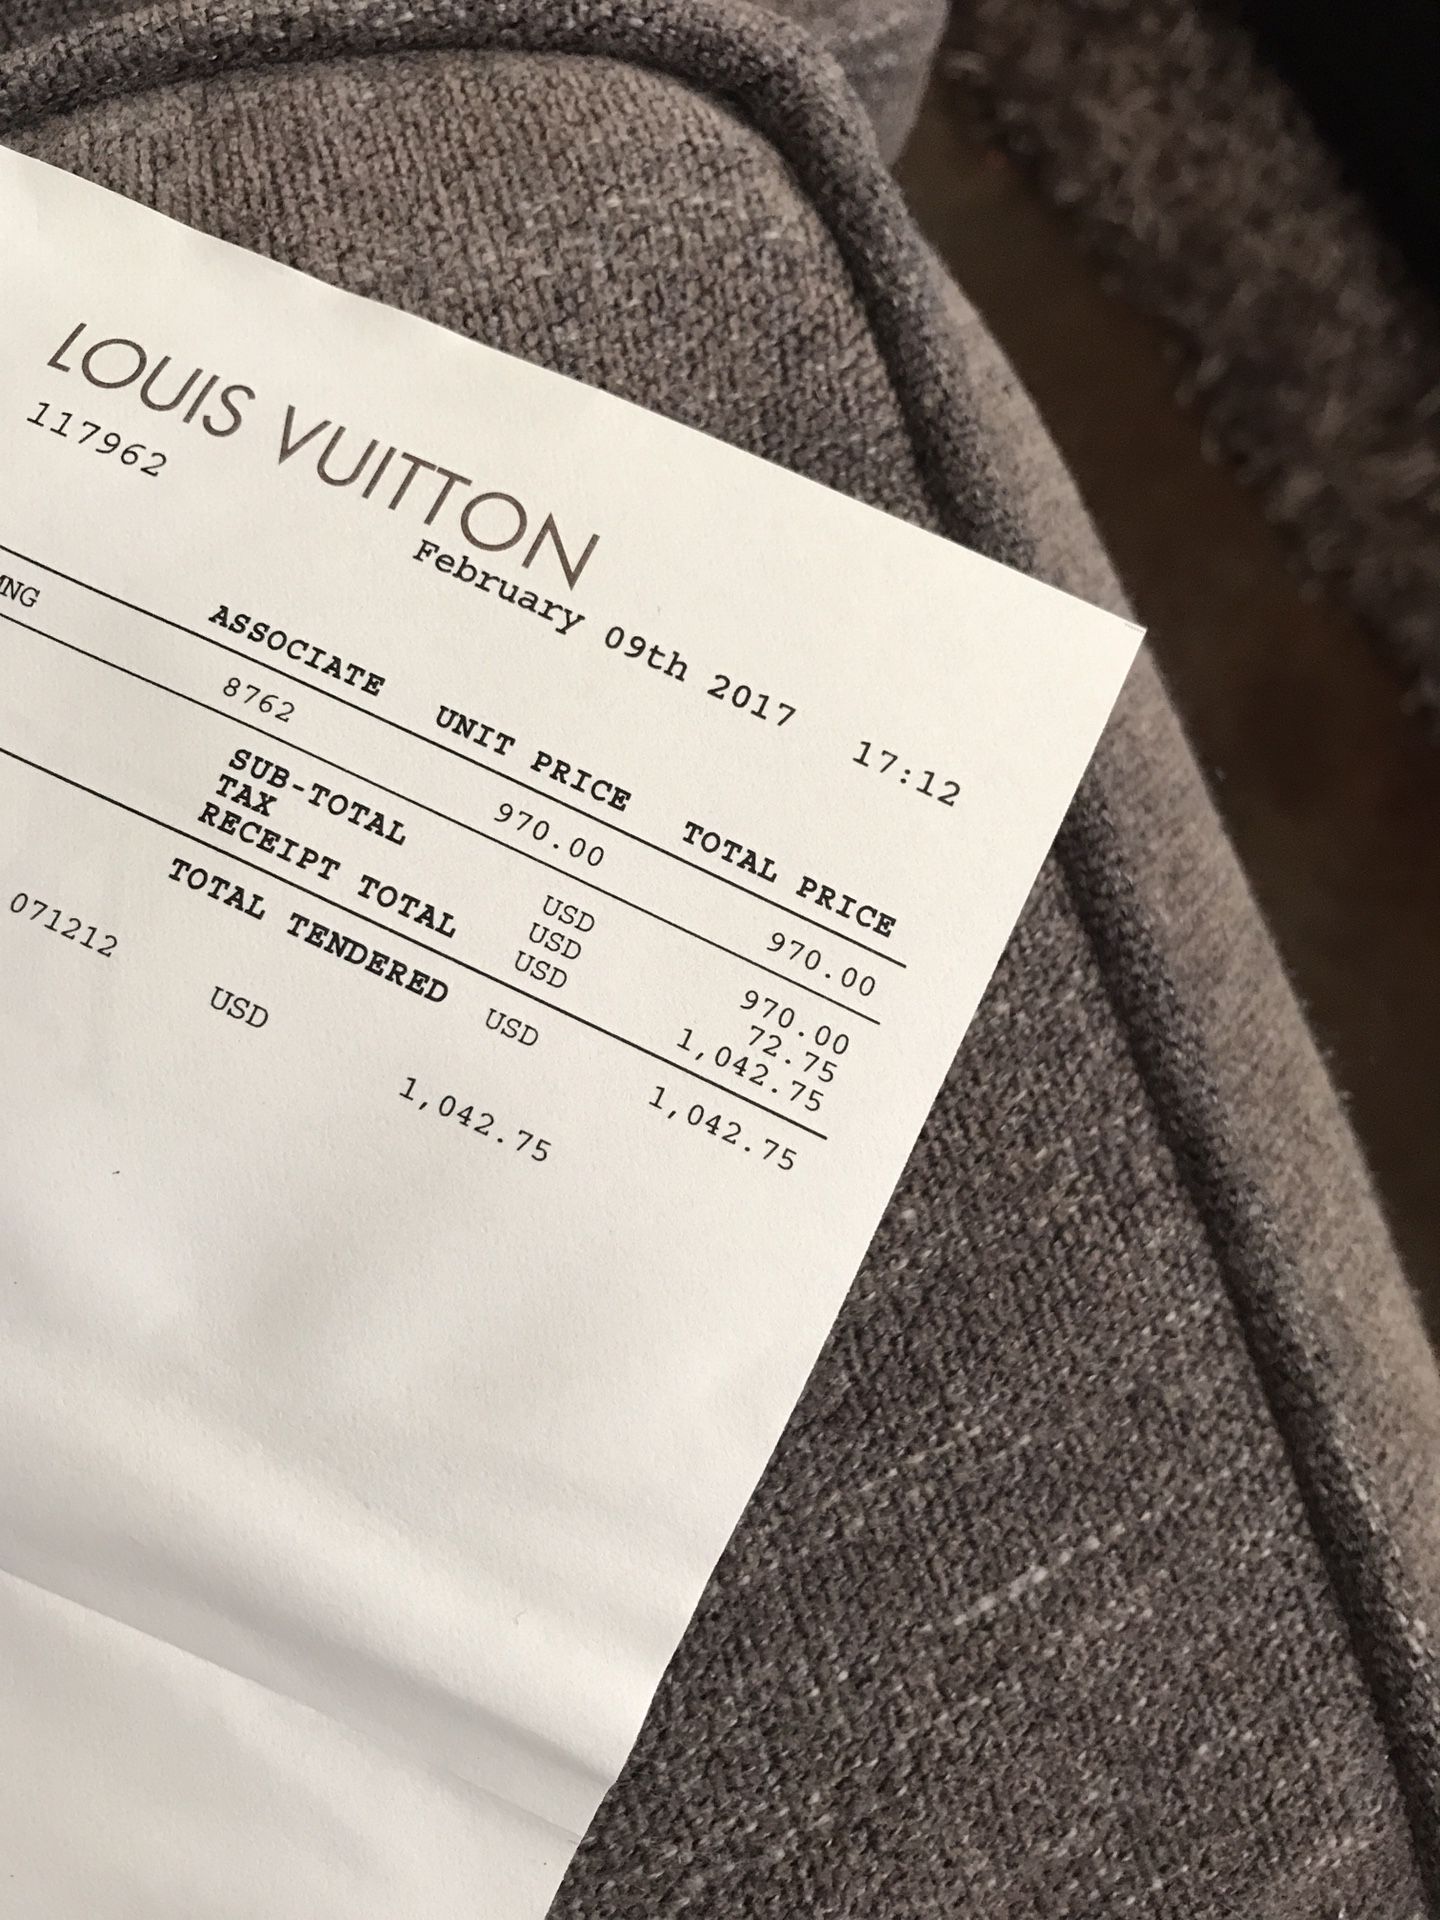 LOUIS VUITTON
117962 February 09th 2017 17:12
ASSOCIATE UNIT PRICE TOTAL PRICE
NG 8762 970.00 970.00
SUB-TOTAL USD 970.00
TAX USD 72.75
RECEIPT TOTAL USD 1,042.75
TOTAL TENDERED USD 1,042.75
071212 USD 1,042.75